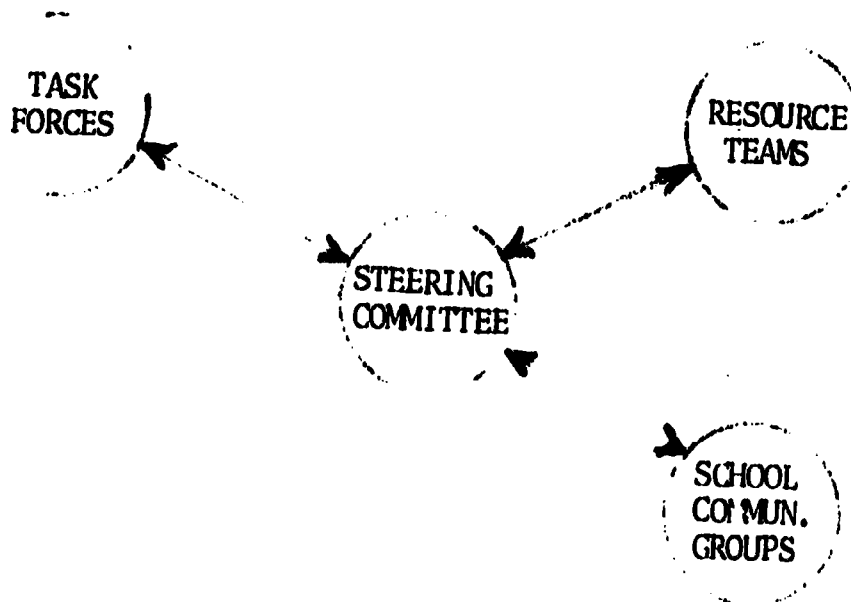 TASK
FORCES
RESOURCE
TEAMS
STEERING
COMMITTEE
SCHOOL
COMMUN.
GROUPS